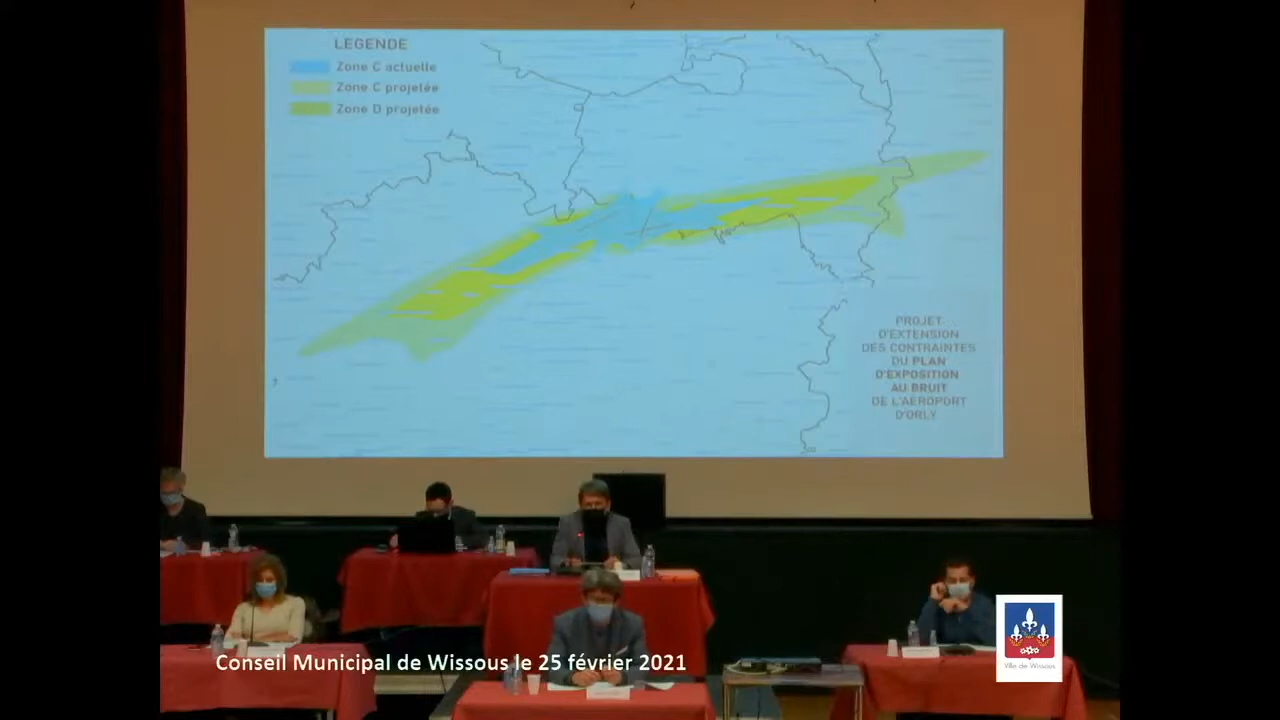 LEGENDE
Zone C actuelle
Zone C projetée
Zone D projetée
PROJET
D'EXTENSION
DES CONTRAINTES
DU PLAN
D'EXPOSITION
AU BRUIT
DE L'AÉROPORT
D'ORLY
Conseil Municipal de Wissous le 25 février 2021
Ville de Wissous